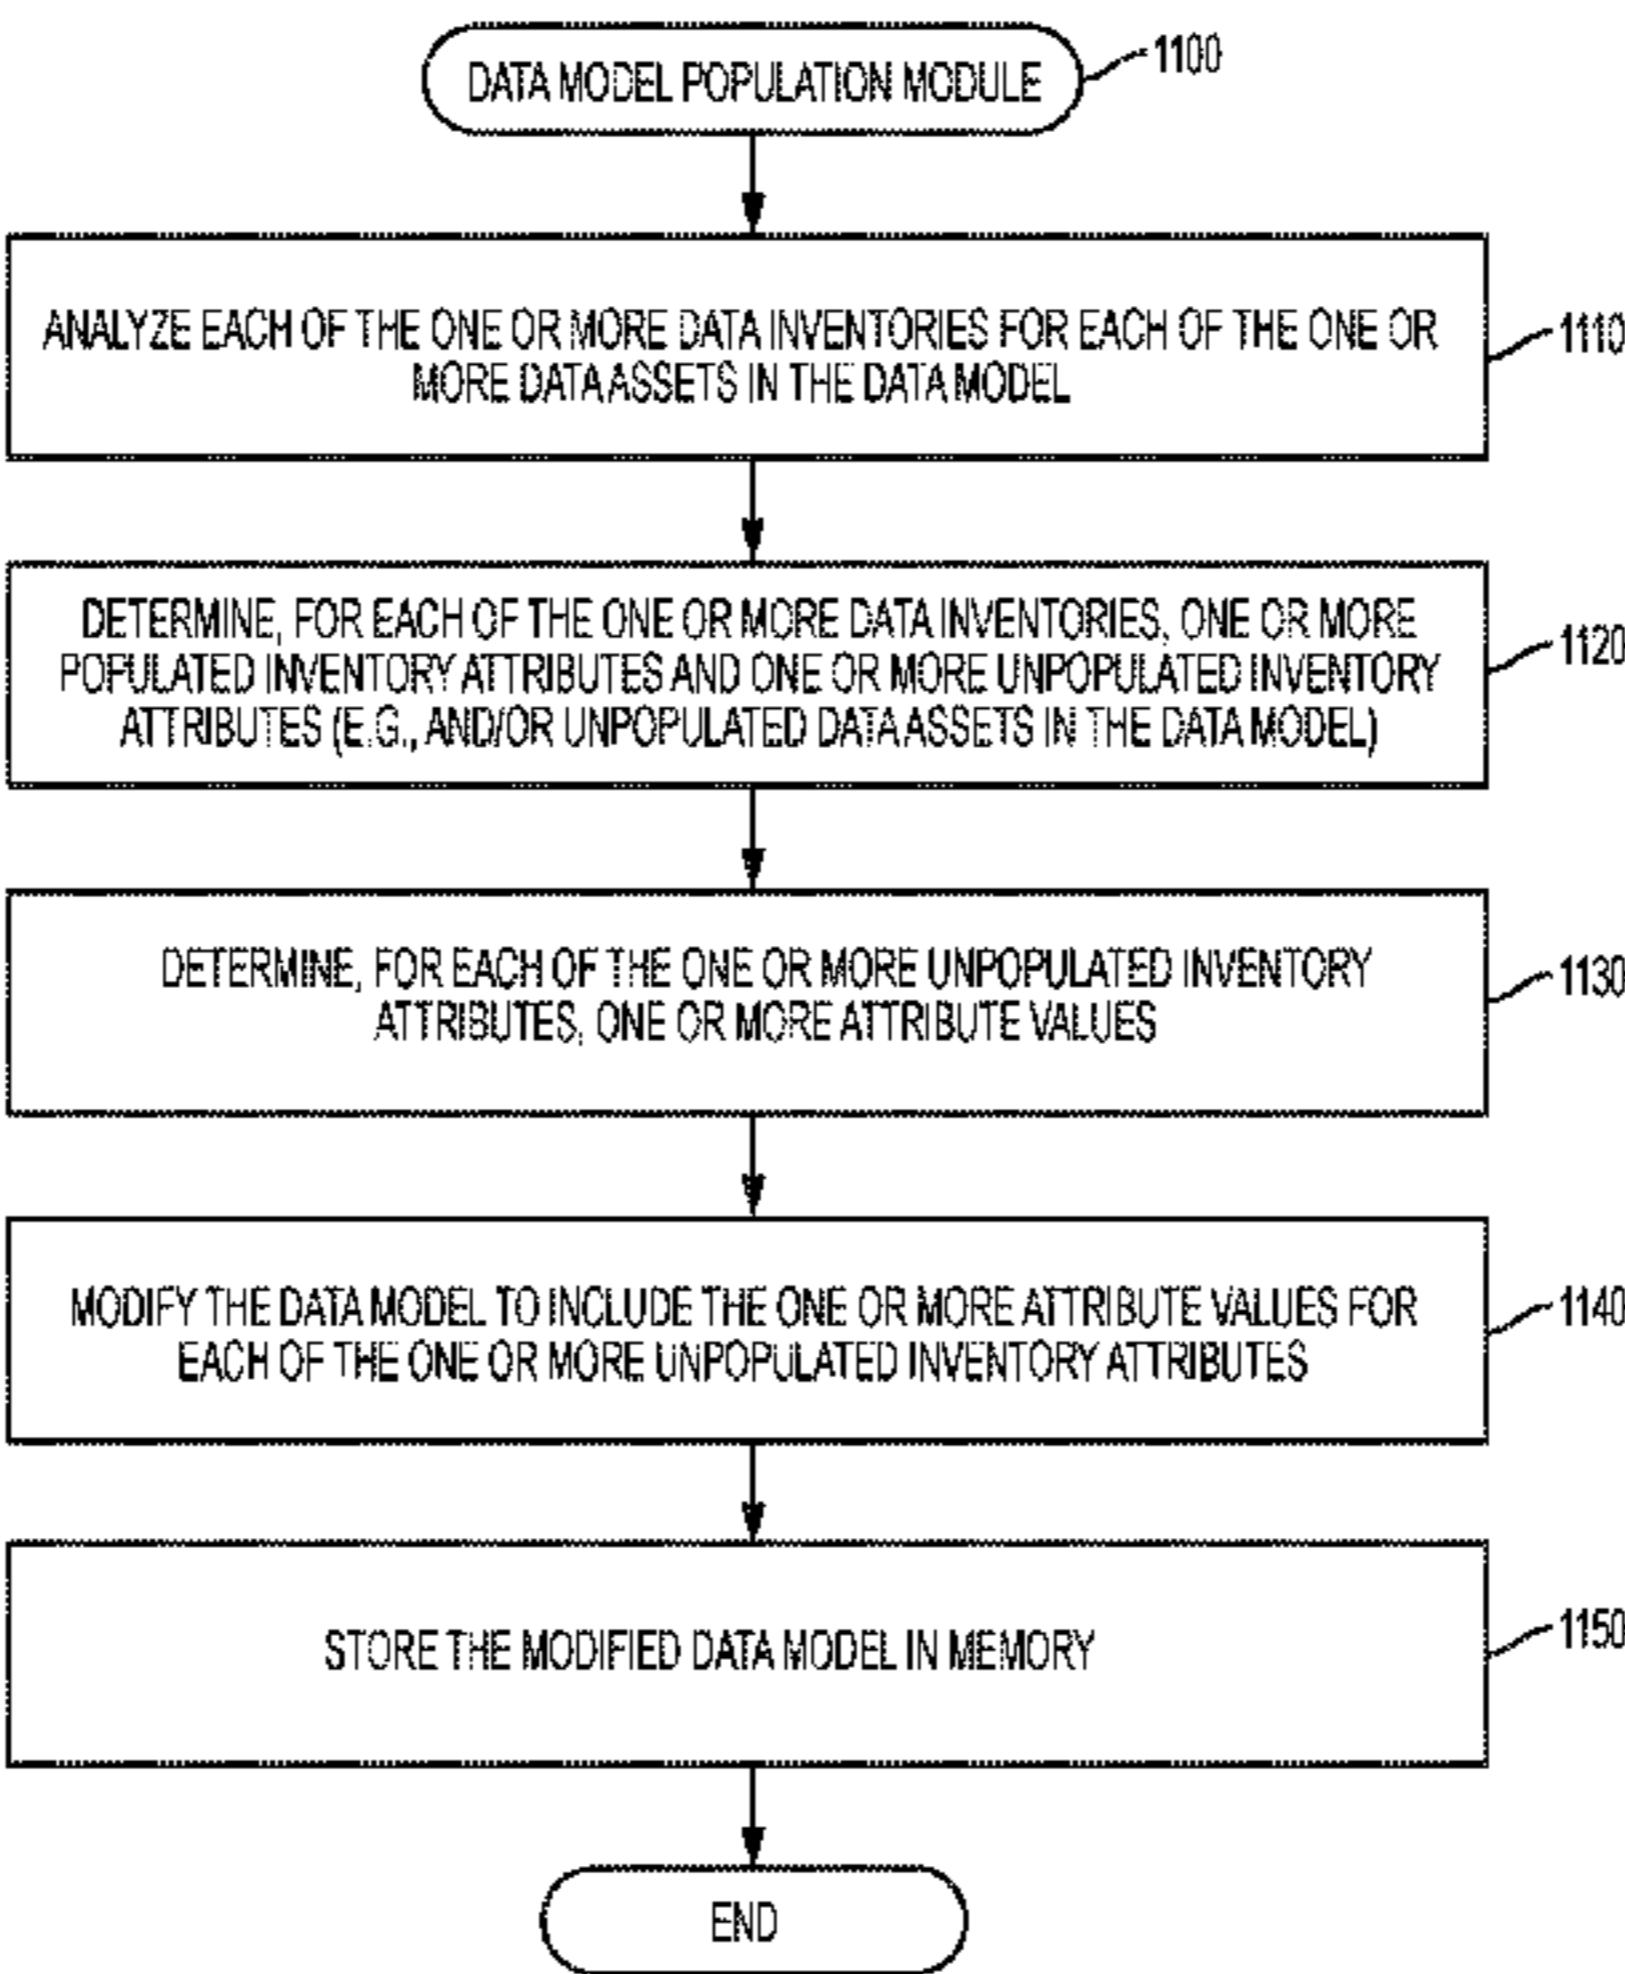 DATA MODEL POPULATION MODULE
1100
ANALYZE EACH OF THE ONE OR MORE DATA INVENTORIES FOR EACH OF THE ONE OR
MORE DATA ASSETS IN THE DATA MODEL
1110
DETERMINE, FOR EACH OF THE ONE OR MORE DATA INVENTORIES, ONE OR MORE
POPULATED INVENTORY ATTRIBUTES AND ONE OR MORE UNPOPULATED INVENTORY
ATTRIBUTES (E.G., AND/OR UNPOPULATED DATA ASSETS IN THE DATA MODEL)
1120
DETERMINE, FOR EACH OF THE ONE OR MORE UNPOPULATED INVENTORY
ATTRIBUTES, ONE OR MORE ATTRIBUTE VALUES
1130
MODIFY THE DATA MODEL TO INCLUDE THE ONE OR MORE ATTRIBUTE VALUES FOR
EACH OF THE ONE OR MORE UNPOPULATED INVENTORY ATTRIBUTES
1140
STORE THE MODIFIED DATA MODEL IN MEMORY
1150
END